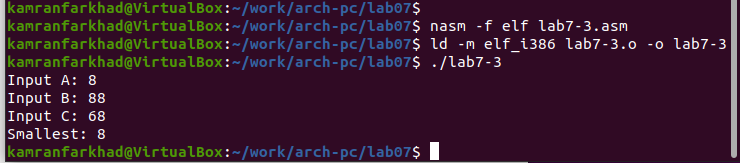 kamranfarkhad@VirtualBox:~/work/arch-pc/lab07$
kamranfarkhad@VirtualBox:~/work/arch-pc/lab07$ nasm -f elf lab7-3.asm
kamranfarkhad@VirtualBox:~/work/arch-pc/lab07$ ld -m elf_i386 lab7-3.o -o lab7-3
kamranfarkhad@VirtualBox:~/work/arch-pc/lab07$ ./lab7-3
Input A: 8
Input B: 88
Input C: 68
Smallest: 8
kamranfarkhad@VirtualBox:~/work/arch-pc/lab07$